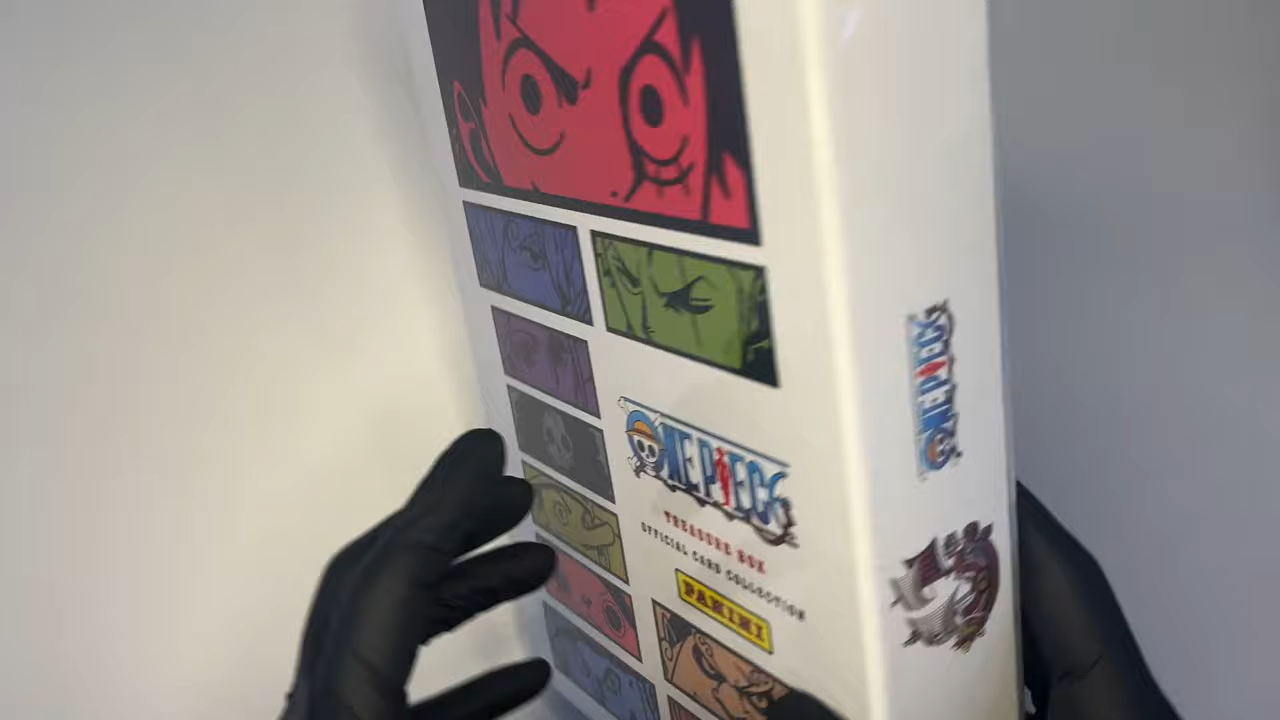 ONE PIECE
TREASURE BOX
OFFICIAL CARD COLLECTION
PANINI
ONE PIECE